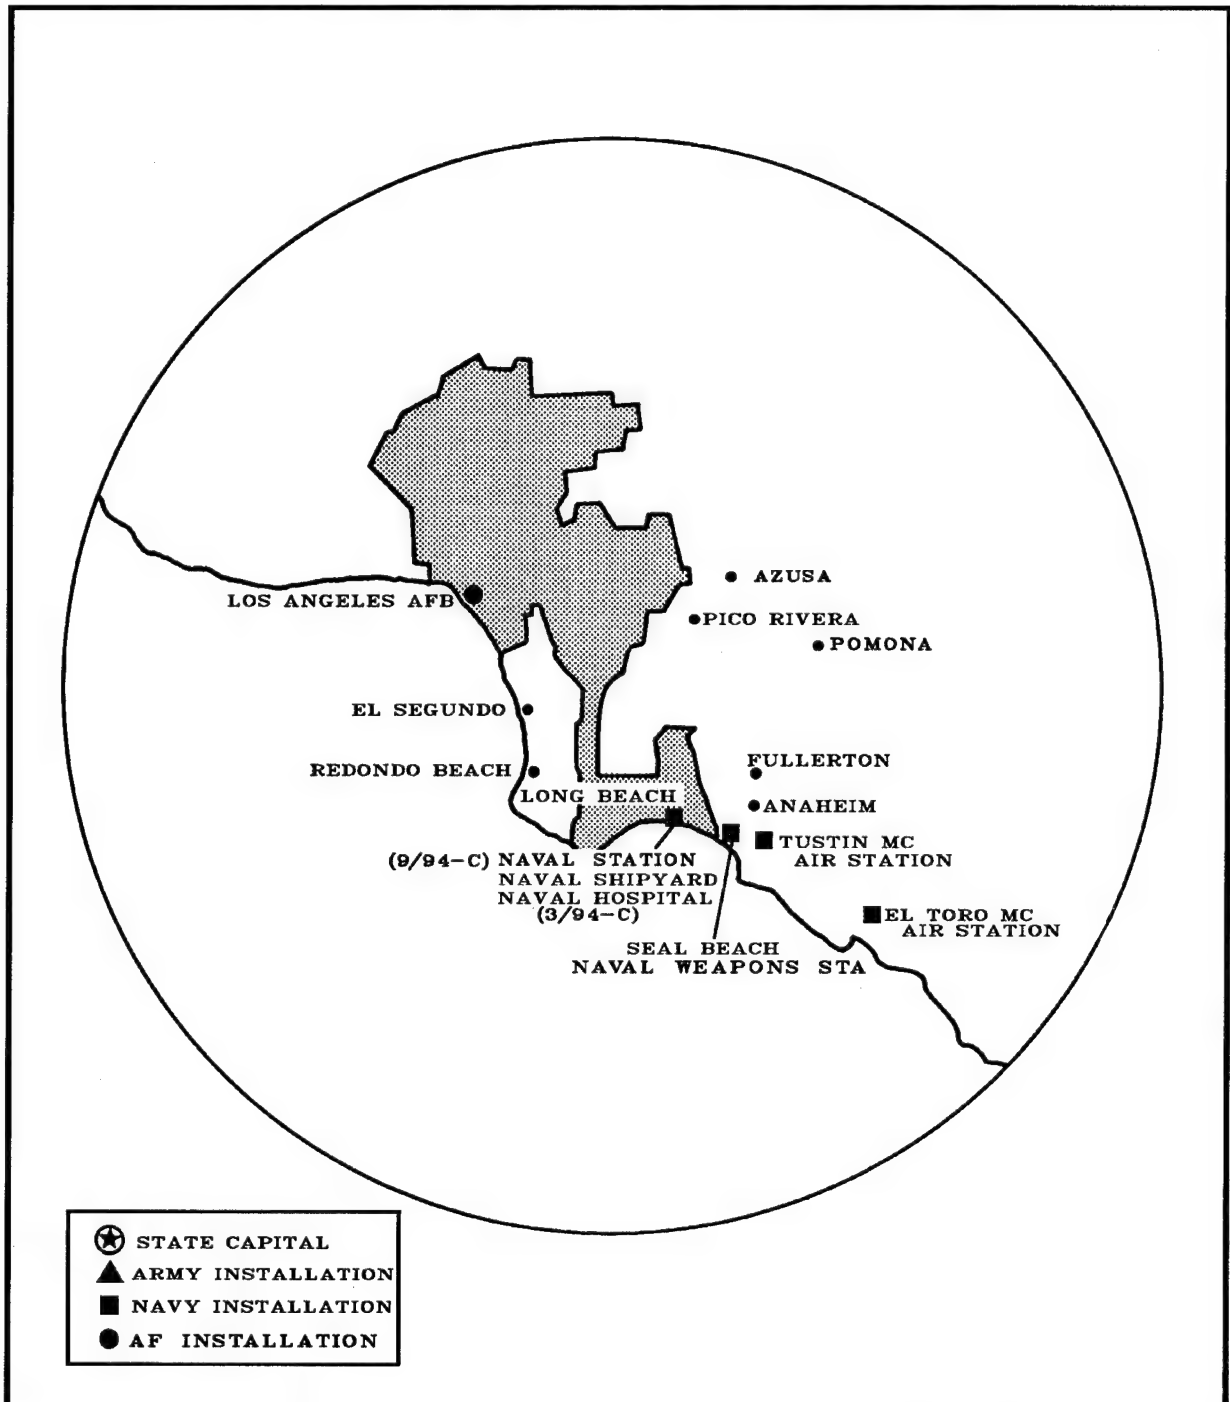 AZUSA
LOS ANGELES AFB
PICO RIVERA
POMONA
EL SEGUNDO
REDONDO BEACH
FULLERTON
LONG BEACH
ANAHEIM
TUSTIN MC
AIR STATION
(9/94-C) NAVAL STATION
NAVAL SHIPYARD
NAVAL HOSPITAL
(3/94-C)
EL TORO MC
AIR STATION
SEAL BEACH
NAVAL WEAPONS STA
STATE CAPITAL
ARMY INSTALLATION
NAVY INSTALLATION
AF INSTALLATION